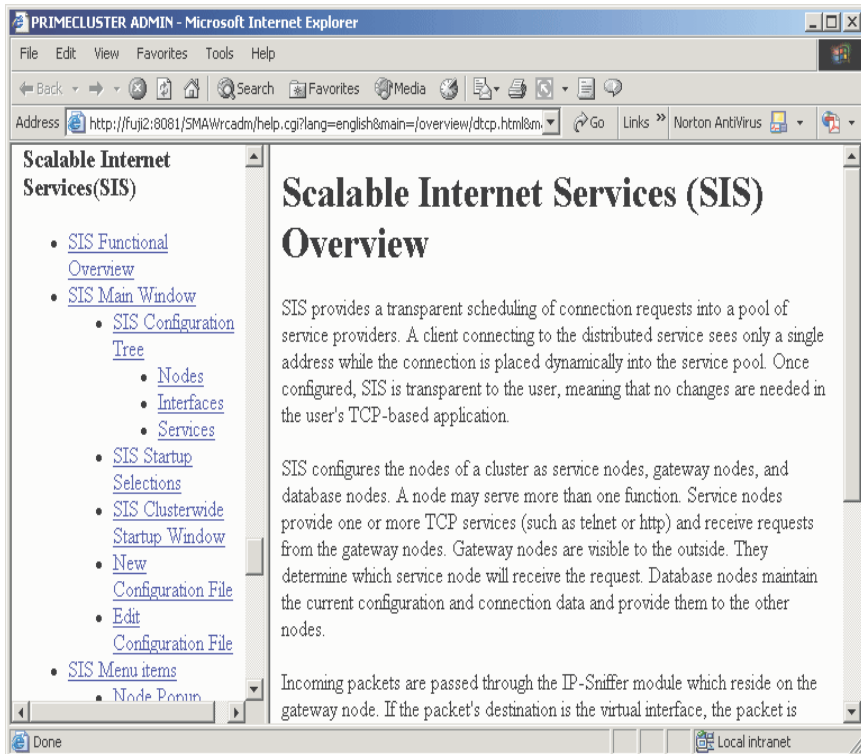 PRIMECLUSTER ADMIN - Microsoft Internet Explorer
File Edit View Favorites Tools Help
Back Search Favorites Media
Address http://fuji2:8081/SMAWrcadm/help.cgi?lang=english&main=/overview/dtcp.html&m Go Links » Norton AntiVirus
Scalable Internet
Services(SIS)
• SIS Functional
Overview
• SIS Main Window
• SIS Configuration
Tree
• Nodes
• Interfaces
• Services
• SIS Startup
Selections
• SIS Clusterwide
Startup Window
• New
Configuration File
• Edit
Configuration File
• SIS Menu items
• Node Popup
Scalable Internet Services (SIS)
Overview
SIS provides a transparent scheduling of connection requests into a pool of
service providers. A client connecting to the distributed service sees only a single
address while the connection is placed dynamically into the service pool. Once
configured, SIS is transparent to the user, meaning that no changes are needed in
the user's TCP-based application.
SIS configures the nodes of a cluster as service nodes, gateway nodes, and
database nodes. A node may serve more than one function. Service nodes
provide one or more TCP services (such as telnet or http) and receive requests
from the gateway nodes. Gateway nodes are visible to the outside. They
determine which service node will receive the request. Database nodes maintain
the current configuration and connection data and provide them to the other
nodes.
Incoming packets are passed through the IP-Sniffer module which reside on the
gateway node. If the packet's destination is the virtual interface, the packet is
Done Local intranet